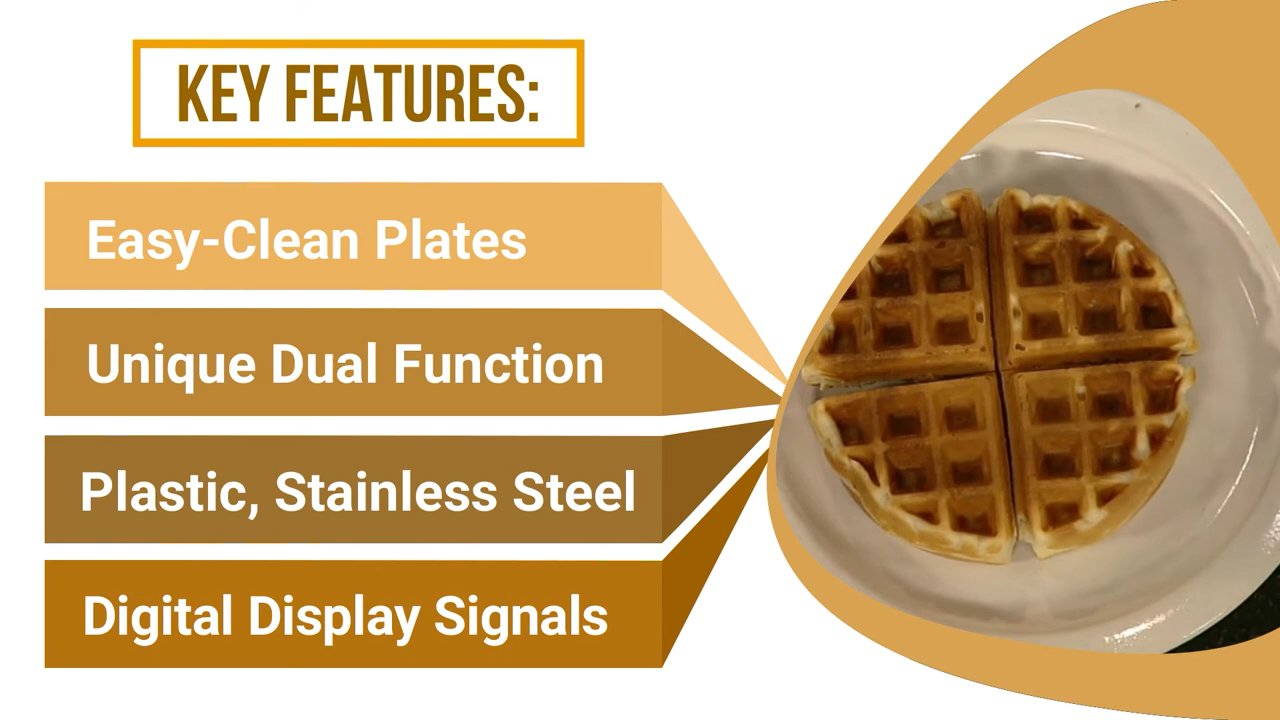 KEY FEATURES:
Easy-Clean Plates
Unique Dual Function
Plastic, Stainless Steel
Digital Display Signals